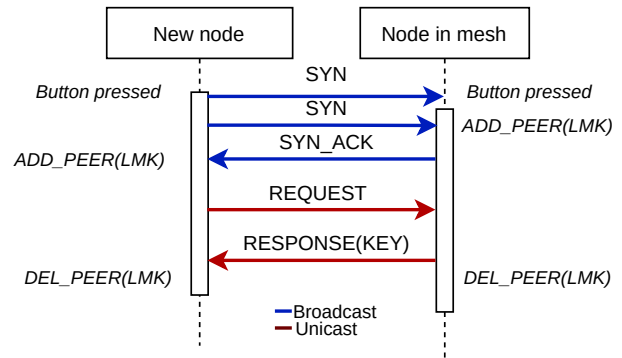 New node
Node in mesh
SYN
Button pressed
Button pressed
SYN
ADD_PEER(LMK)
SYN_ACK
ADD_PEER(LMK)
REQUEST
RESPONSE(KEY)
DEL_PEER(LMK)
DEL_PEER(LMK)
Broadcast
Unicast